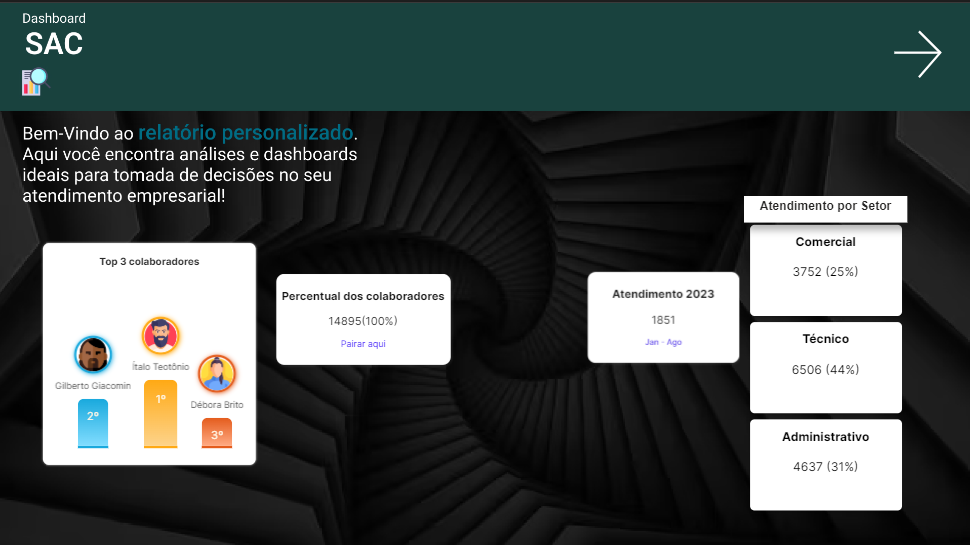 Dashboard
SAC
Bem-Vindo ao relatório personalizado.
Aqui você encontra análises e dashboards
ideais para tomada de decisões no seu
atendimento empresarial!
Top 3 colaboradores
Ítalo Teotônio
Gilberto Giacomin
Débora Brito
1º
2º
3º
Percentual dos colaboradores
14895(100%)
Pairar aqui
Atendimento 2023
1851
Jan - Ago
Atendimento por Setor
Comercial
3752 (25%)
Técnico
6506 (44%)
Administrativo
4637 (31%)